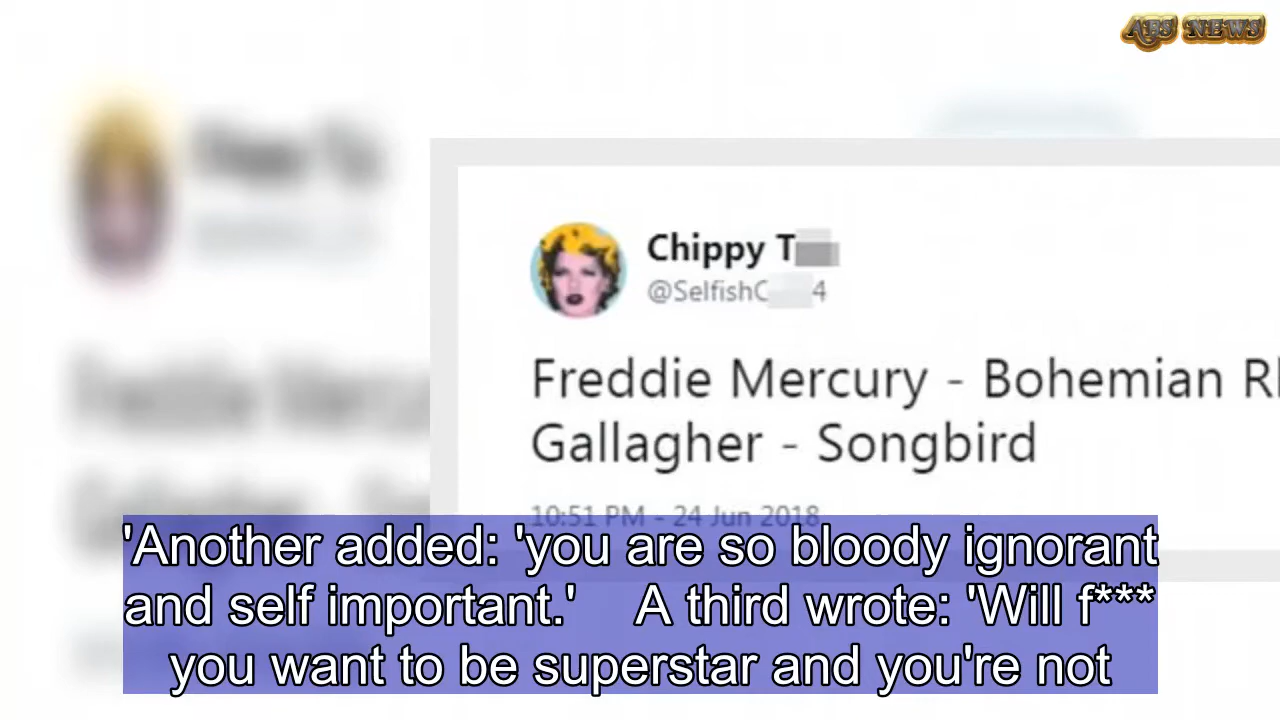 ABS NEWS
Chippy T
@SelfishC 4
Freddie Mercury - Bohemian R
Gallagher - Songbird
10:51 PM - 24 Jun 2018
'Another added: 'you are so bloody ignorant
and self important.' A third wrote: 'Will f***
you want to be superstar and you're not